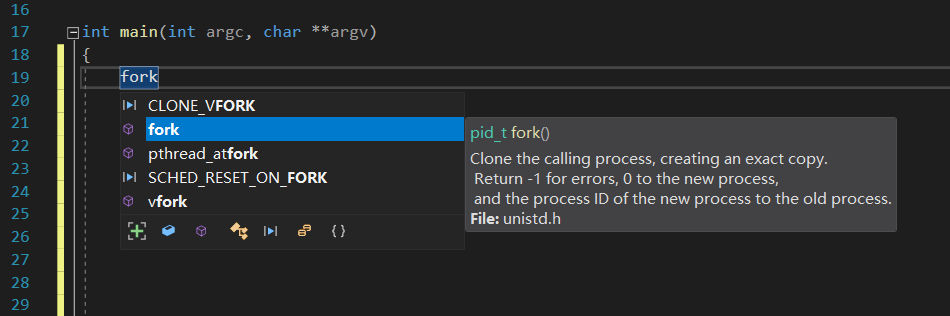 16
17 int main(int argc, char **argv)
18 {
19 fork
20 CLONE_VFORK
21 fork
22 pthread_atfork
23 SCHED_RESET_ON_FORK
24 vfork
25
26
27
28
29
pid_t fork()
Clone the calling process, creating an exact copy.
Return -1 for errors, 0 to the new process,
and the process ID of the new process to the old process.
File: unistd.h